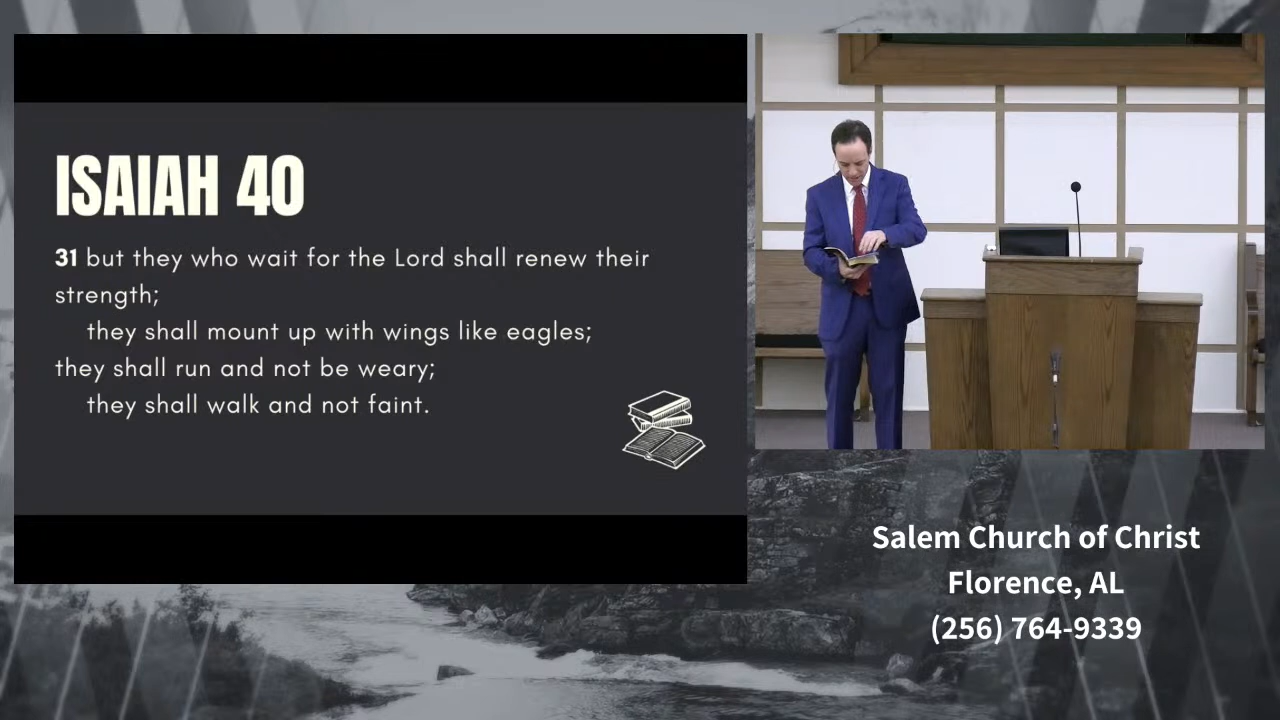 ISAIAH 40
31 but they who wait for the Lord shall renew their
strength;
they shall mount up with wings like eagles;
they shall run and not be weary;
they shall walk and not faint.
Salem Church of Christ
Florence, AL
(256) 764-9339